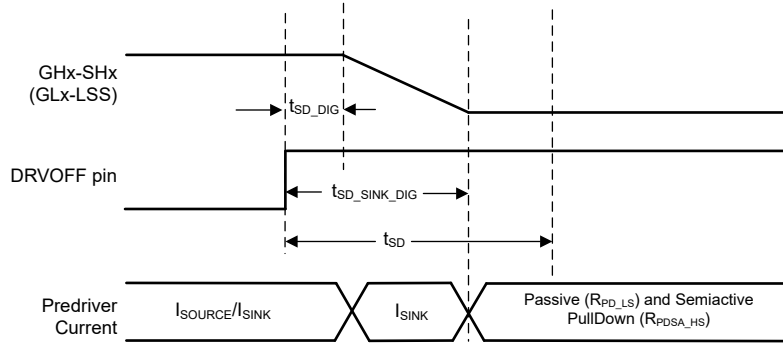 GHx-SHx
(GLx-LSS)
tSD_DIG
DRVOFF pin
tSD_SINK_DIG
tSD
Predriver
Current
ISOURCE/ISINK
ISINK
Passive (RPD_LS) and Semiactive
PullDown (RPDSA_HS)